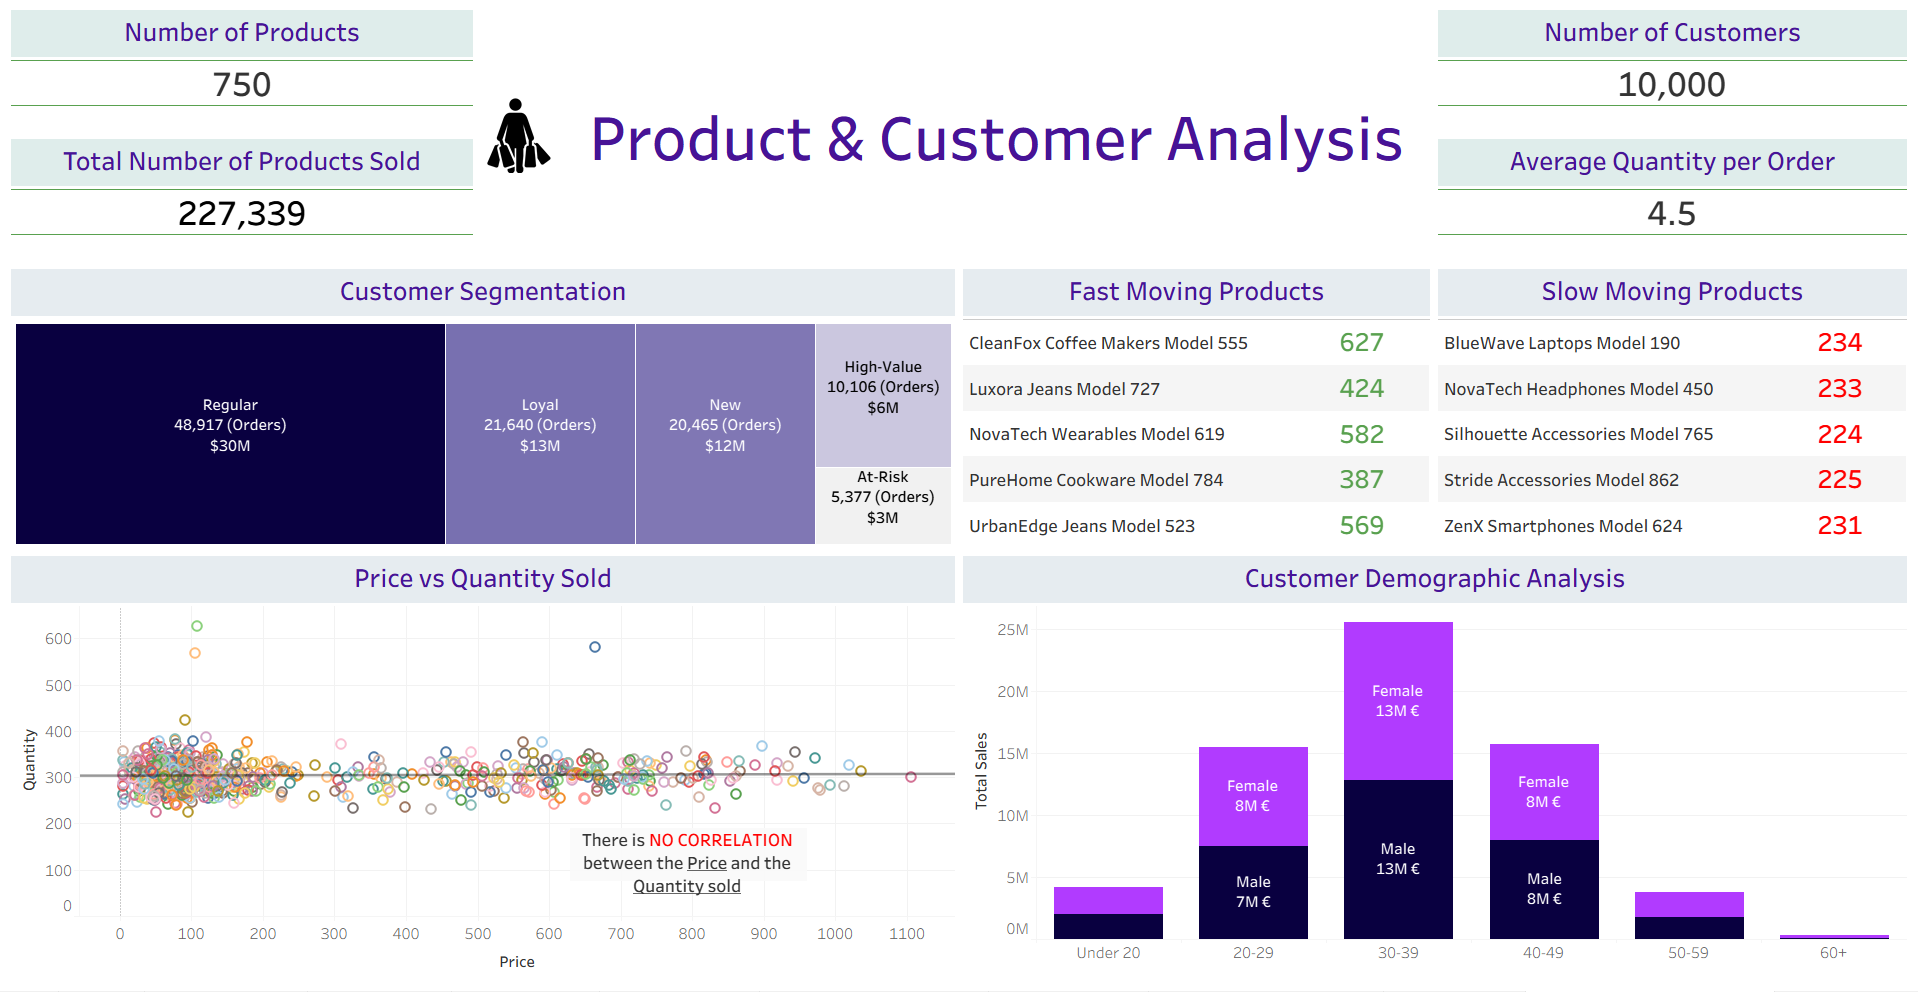 Number of Products
750
Total Number of Products Sold
227,339
Product & Customer Analysis
Number of Customers
10,000
Average Quantity per Order
4.5
Customer Segmentation
Regular
48,917 (Orders)
$30M
Loyal
21,640 (Orders)
$13M
New
20,465 (Orders)
$12M
High-Value
10,106 (Orders)
$6M
At-Risk
5,377 (Orders)
$3M
Fast Moving Products
CleanFox Coffee Makers Model 555 627
Luxora Jeans Model 727 424
NovaTech Wearables Model 619 582
PureHome Cookware Model 784 387
UrbanEdge Jeans Model 523 569
Slow Moving Products
BlueWave Laptops Model 190 234
NovaTech Headphones Model 450 233
Silhouette Accessories Model 765 224
Stride Accessories Model 862 225
ZenX Smartphones Model 624 231
Price vs Quantity Sold
Quantity
600
500
400
300
200
100
0
There is NO CORRELATION
between the Price and the
Quantity sold
0 100 200 300 400 500 600 700 800 900 1000 1100
Price
Customer Demographic Analysis
Total Sales
25M
20M
15M
10M
5M
0M
Female
8M €
Male
7M €
Female
13M €
Male
13M €
Female
8M €
Male
8M €
Under 20 20-29 30-39 40-49 50-59 60+